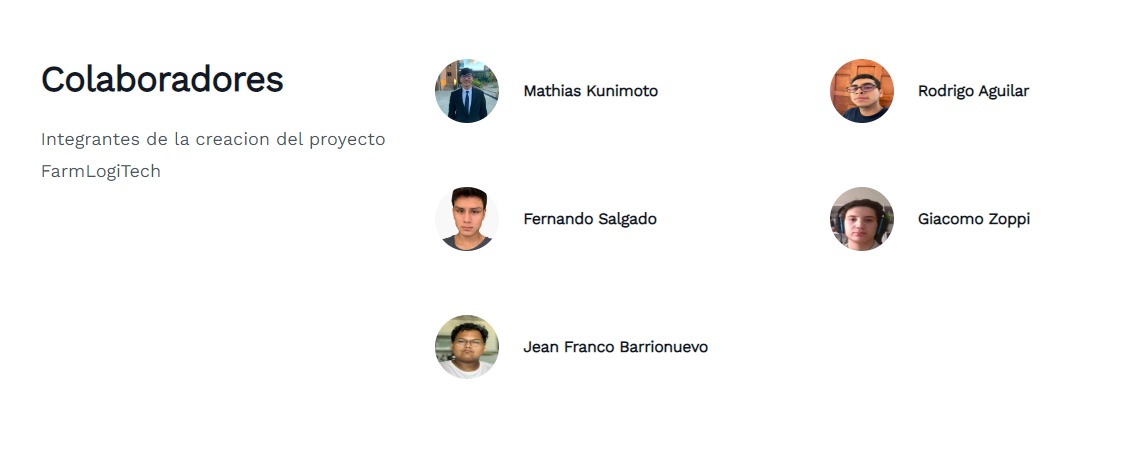 Colaboradores
Integrantes de la creacion del proyecto
FarmLogiTech
Mathias Kunimoto
Rodrigo Aguilar
Fernando Salgado
Giacomo Zoppi
Jean Franco Barrionuevo